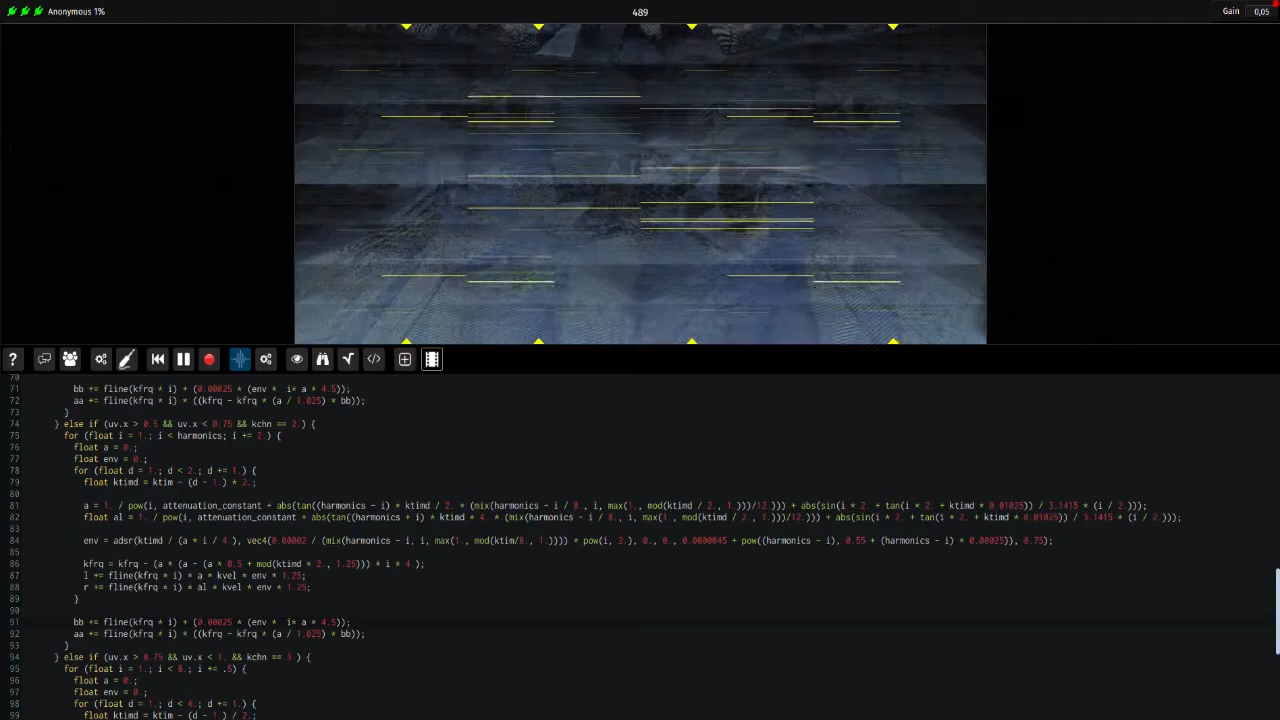 Anonymous 1%
489
Gain 0,05
70
71 bb += fline(kfrq * i) + (0.00025 * (env *  i* a * 4.5));
72 aa += fline(kfrq * i) * ((kfrq - kfrq * (a / 1.025) * bb));
73 }
74 } else if (uv.x > 0.5 && uv.x < 0.75 && kchn == 2.) {
75 for (float i = 1.; i < harmonics; i += 2.) {
76 float a = 0.;
77 float env = 0.;
78 for (float d = 1.; d < 2.; d += 1.) {
79 float ktimd = ktim - (d - 1.) * 2.;
80
81 a = 1. / pow(i, attenuation_constant + abs(tan((harmonics - i) * ktimd / 2. * (mix(harmonics - i / 8., i, max(1., mod(ktimd / 2., 1.)))/12.))) + abs(sin(i * 2. + tan(i * 2. + ktimd * 0.01025)) / 3.1415 * (i / 2.)));
82 float al = 1. / pow(i, attenuation_constant + abs(tan((harmonics + i) * ktimd * 4. * (mix(harmonics - i / 8., i, max(1., mod(ktimd / 2., 1.)))/12.))) + abs(sin(i * 2. + tan(i * 2. + ktimd * 0.01025)) / 3.1415 * (i / 2.)));
83
84 env = adsr(ktimd / (a * i / 4.), vec4(0.00002 / (mix(harmonics - i, i, max(1., mod(ktim/8., 1.)))) * pow(i, 2.), 0., 0., 0.0000045 + pow((harmonics - i), 0.55 + (harmonics - i) * 0.00025)), 0.75);
85
86 kfrq = kfrq - (a * (a - (a * 0.5 + mod(ktimd * 2., 1.25))) * i * 4.);
87 l += fline(kfrq * i) * a * kvel * env * 1.25;
88 r += fline(kfrq * i) * al * kvel * env * 1.25;
89 }
90
91 bb += fline(kfrq * i) + (0.00025 * (env *  i* a * 4.5));
92 aa += fline(kfrq * i) * ((kfrq - kfrq * (a / 1.025) * bb));
93 }
94 } else if (uv.x > 0.75 && uv.x < 1. && kchn == 3.) {
95 for (float i = 1.; i < 8.; i += .5) {
96 float a = 0.;
97 float env = 0.;
98 for (float d = 1.; d < 4.; d += 1.) {
99 float ktimd = ktim - (d - 1.) / 2.;